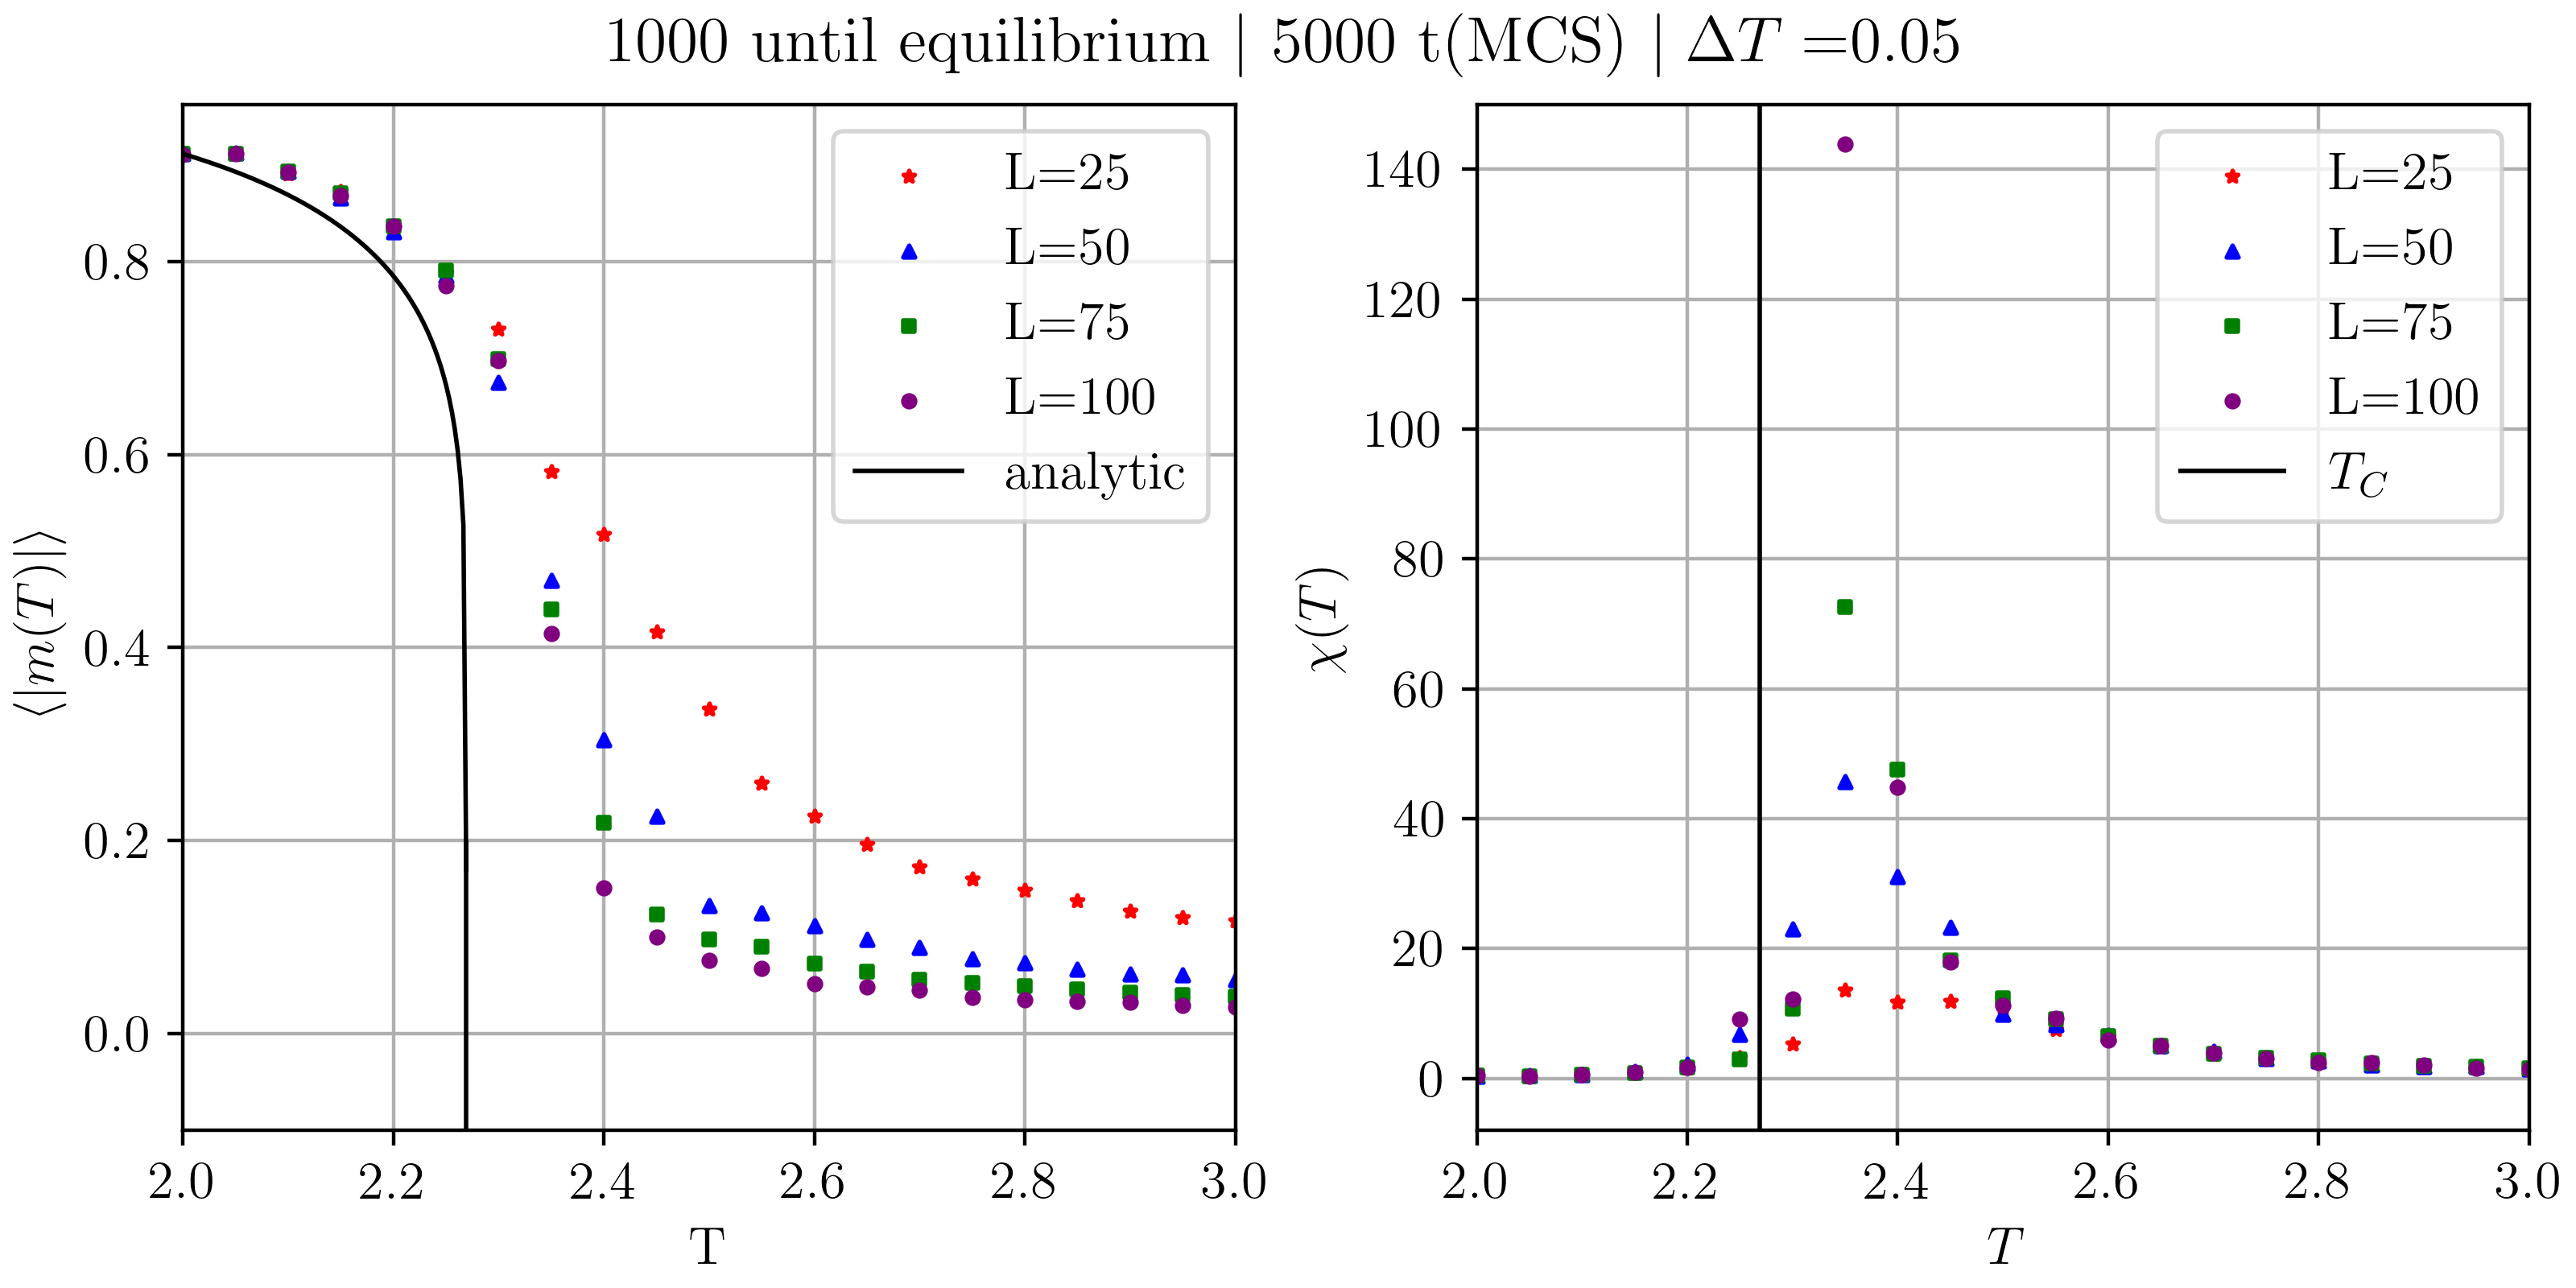 1000 until equilibrium | 5000 t(MCS) | ΔT =0.05
⟨|m(T)|⟩
0.8
0.6
0.4
0.2
0.0
2.0 2.2 2.4 2.6 2.8 3.0
T
L=25
L=50
L=75
L=100
analytic
χ(T)
140
120
100
80
60
40
20
0
2.0 2.2 2.4 2.6 2.8 3.0
T
L=25
L=50
L=75
L=100
T_C